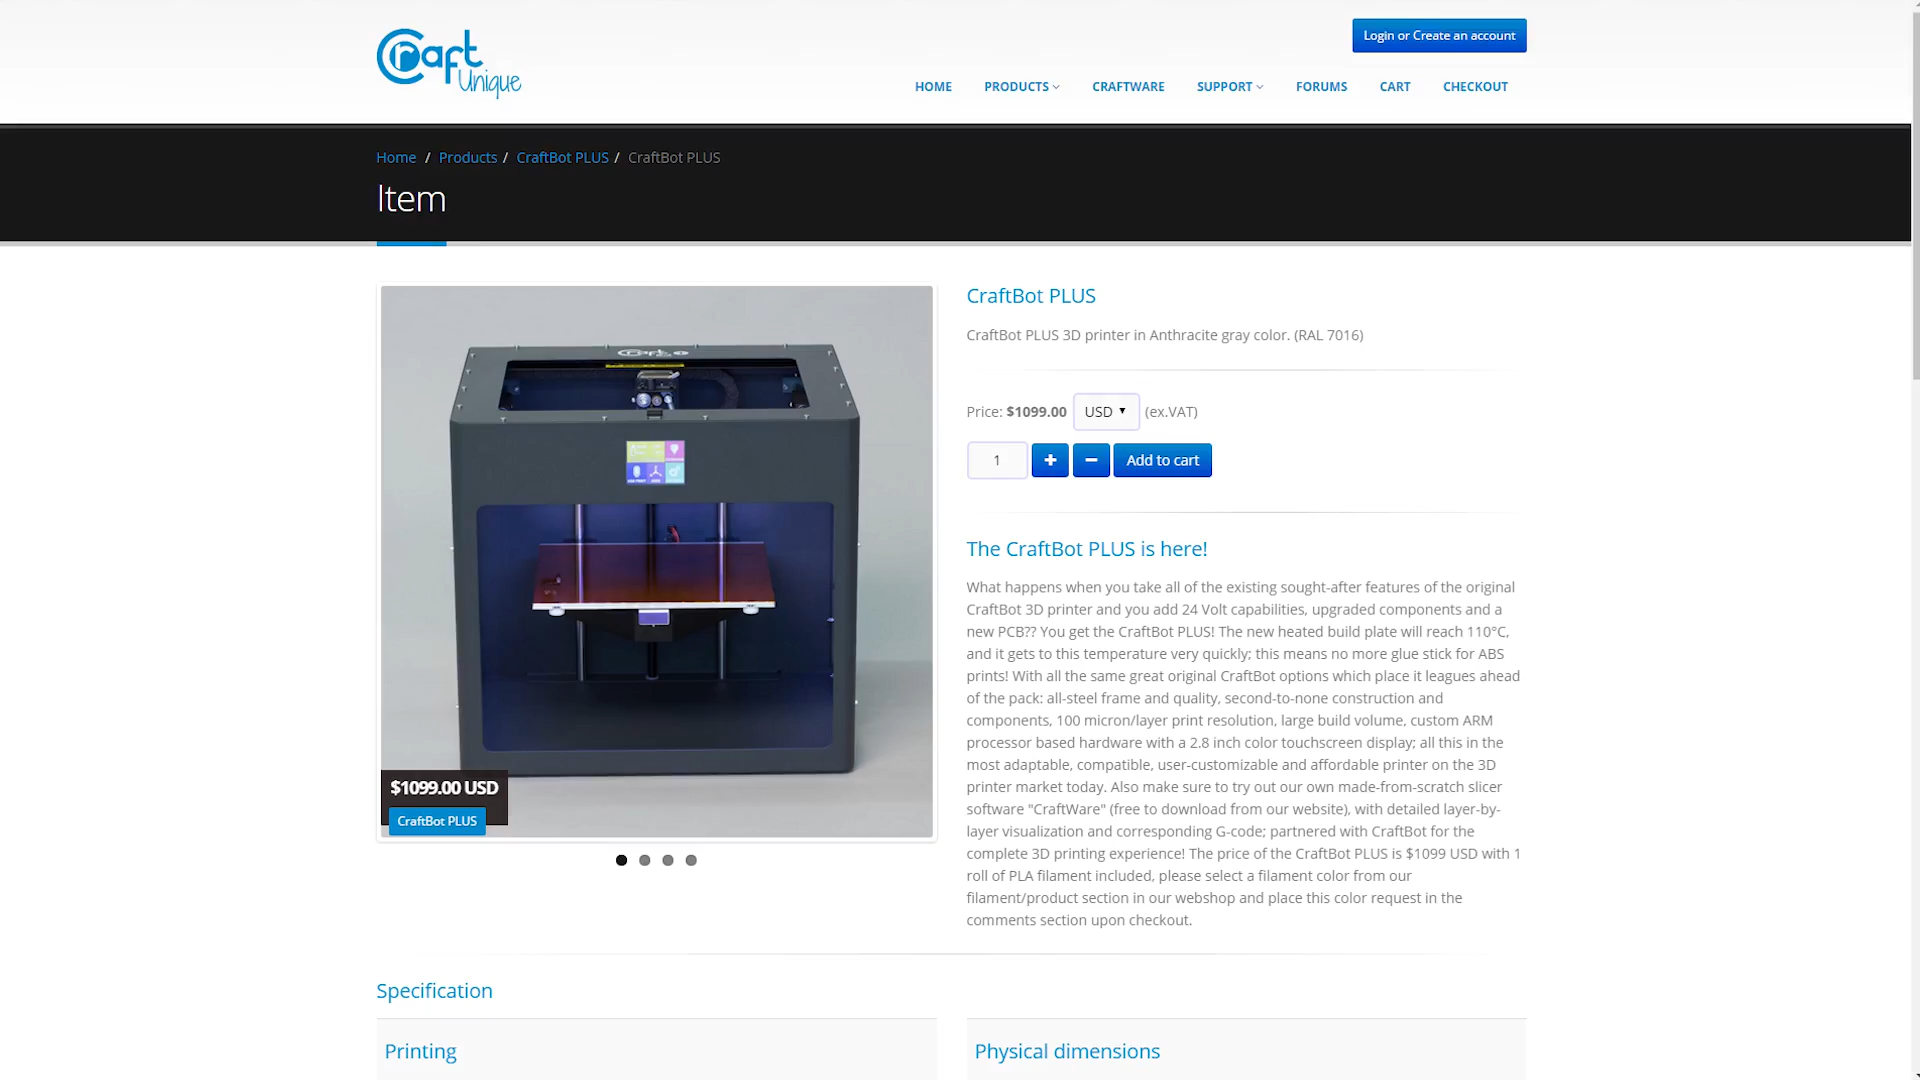 Craft
Unique
Login or Create an account
HOME PRODUCTS CRAFTWARE SUPPORT FORUMS CART CHECKOUT
Home / Products / CraftBot PLUS / CraftBot PLUS
Item
Craft
$1099.00 USD
CraftBot PLUS
CraftBot PLUS
CraftBot PLUS 3D printer in Anthracite gray color. (RAL 7016)
Price: $1099.00 USD (ex.VAT)
1 + − Add to cart
The CraftBot PLUS is here!
What happens when you take all of the existing sought-after features of the original
CraftBot 3D printer and you add 24 Volt capabilities, upgraded components and a
new PCB?? You get the CraftBot PLUS! The new heated build plate will reach 110°C,
and it gets to this temperature very quickly; this means no more glue stick for ABS
prints! With all the same great original CraftBot options which place it leagues ahead
of the pack: all-steel frame and quality, second-to-none construction and
components, 100 micron/layer print resolution, large build volume, custom ARM
processor based hardware with a 2.8 inch color touchscreen display; all this in the
most adaptable, compatible, user-customizable and affordable printer on the 3D
printer market today. Also make sure to try out our own made-from-scratch slicer
software "CraftWare" (free to download from our website), with detailed layer-by-
layer visualization and corresponding G-code; partnered with CraftBot for the
complete 3D printing experience! The price of the CraftBot PLUS is $1099 USD with 1
roll of PLA filament included, please select a filament color from our
filament/product section in our webshop and place this color request in the
comments section upon checkout.
Specification
Printing
Physical dimensions